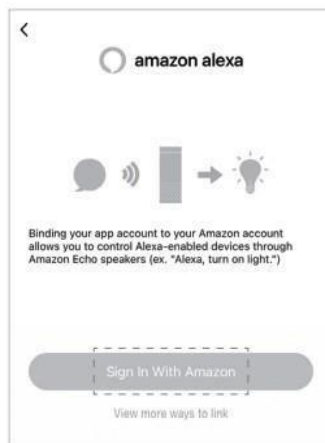 amazon alexa
Binding your app account to your Amazon account
allows you to control Alexa-enabled devices through
Amazon Echo speakers (ex. "Alexa, turn on light.")
Sign In With Amazon
View more ways to link